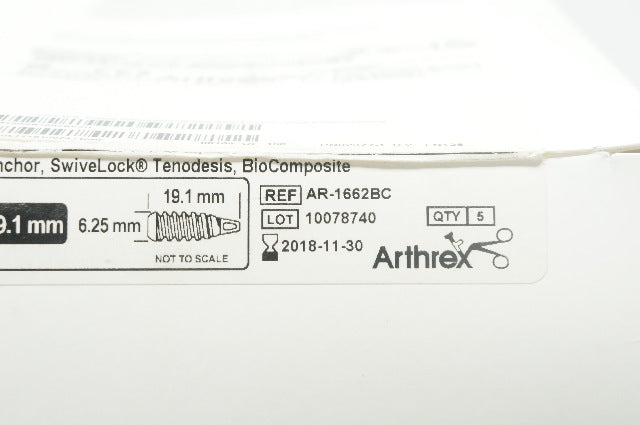 nchor, SwiveLock® Tenodesis, BioComposite
9.1 mm
19.1 mm
6.25 mm
NOT TO SCALE
REF AR-1662BC
LOT 10078740
QTY 5
2018-11-30
Arthrex